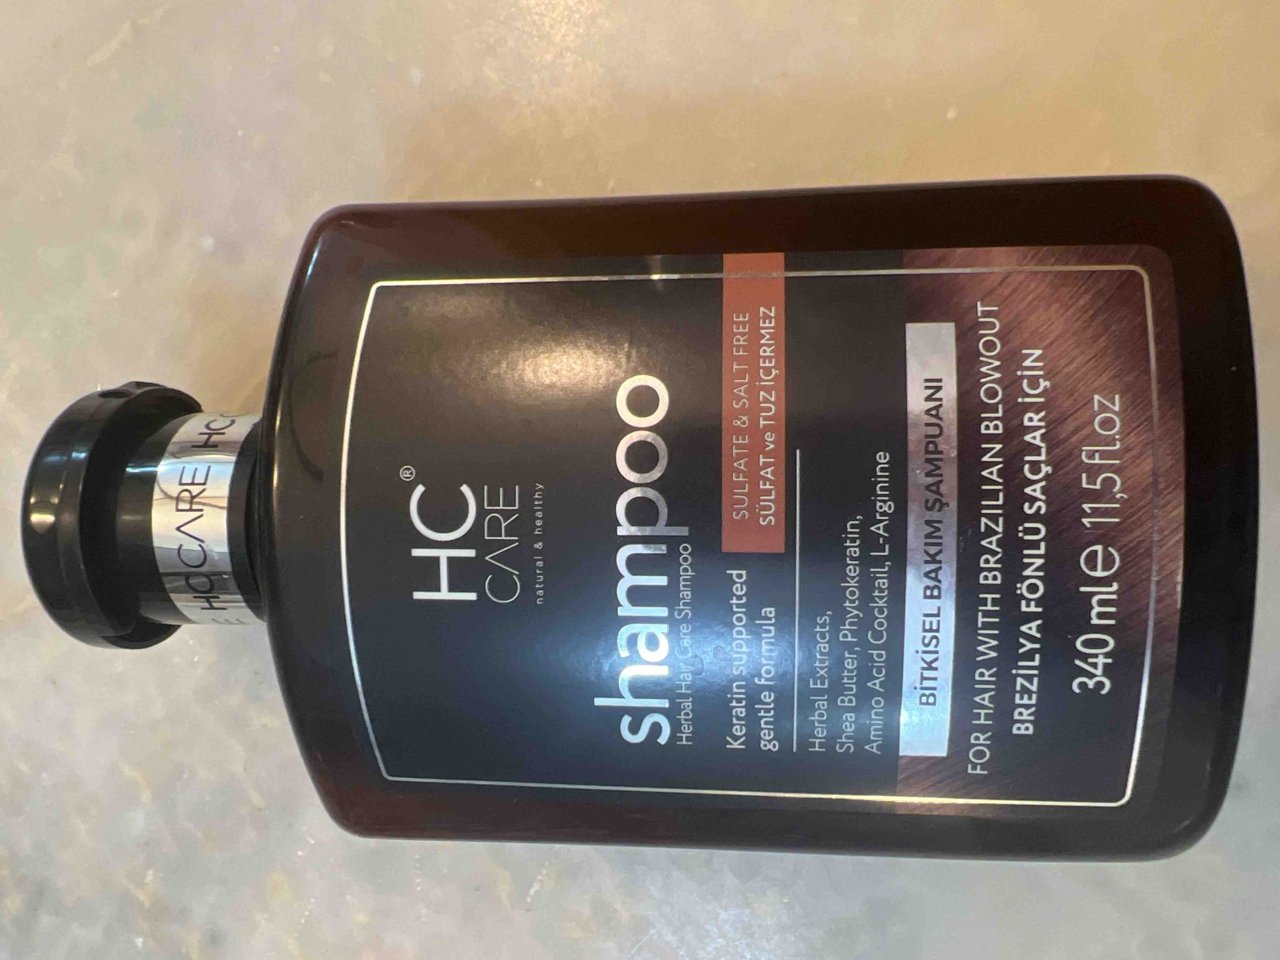 HC CARE HC
HC®
CARE
natural & healthy
shampoo
Herbal Hair Care Shampoo
Keratin supported
gentle formula
SULFATE & SALT FREE
SÜLFAT ve TUZ İÇERMEZ
Herbal Extracts,
Shea Butter, Phytokeratin,
Amino Acid Cocktail, L-Arginine
BİTKİSEL BAKIM ŞAMPUANI
FOR HAIR WITH BRAZILIAN BLOWOUT
BREZİLYA FÖNLÜ SAÇLAR İÇİN
340 ml ℮ 11,5 fl.oz